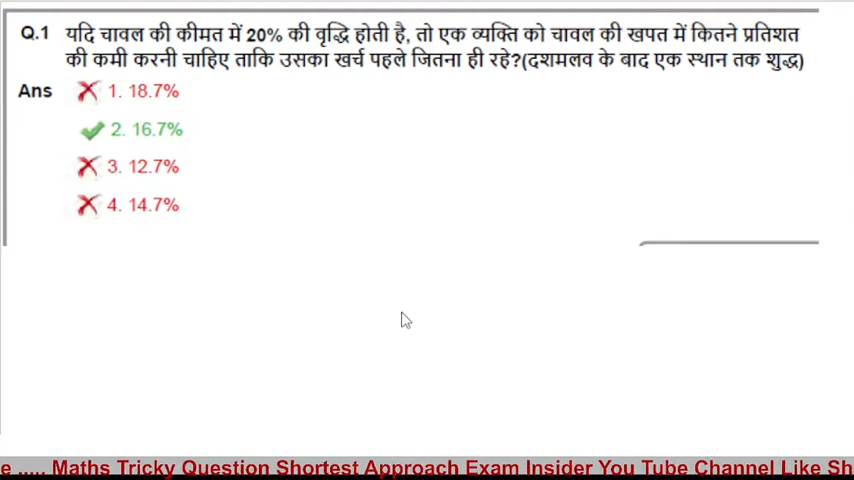 Q.1 यदि चावल की कीमत में 20% की वृद्धि होती है, तो एक व्यक्ति को चावल की खपत में कितने प्रतिशत
की कमी करनी चाहिए ताकि उसका खर्च पहले जितना ही रहे?(दशमलव के बाद एक स्थान तक शुद्ध)
Ans 1. 18.7%
2. 16.7%
3. 12.7%
4. 14.7%
e ..... Maths Tricky Question Shortest Approach Exam Insider You Tube Channel Like Sh